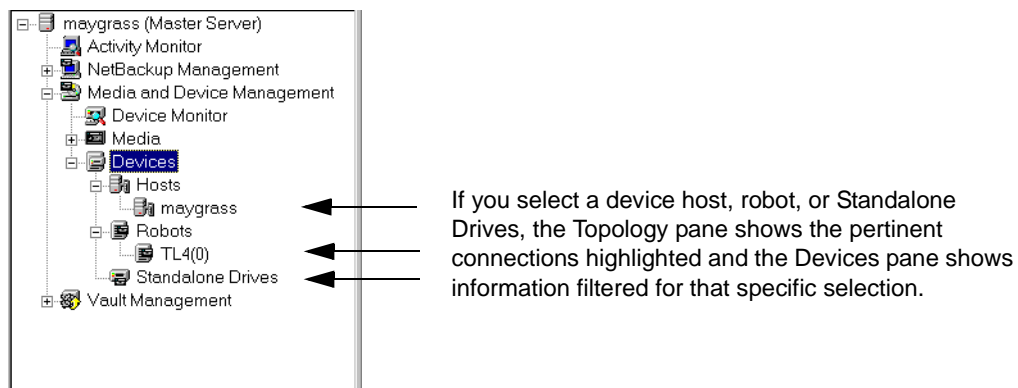 maygrass (Master Server)
Activity Monitor
NetBackup Management
Media and Device Management
Device Monitor
Media
Devices
Hosts
maygrass
Robots
TL4(0)
Standalone Drives
Vault Management
If you select a device host, robot, or Standalone
Drives, the Topology pane shows the pertinent
connections highlighted and the Devices pane shows
information filtered for that specific selection.